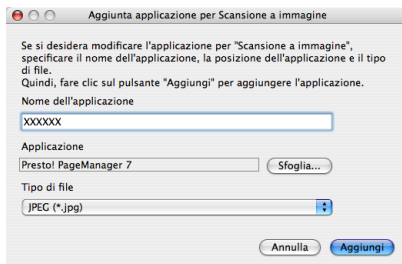 Aggiunta applicazione per Scansione a immagine
Se si desidera modificare l'applicazione per "Scansione a immagine",
specificare il nome dell'applicazione, la posizione dell'applicazione e il tipo
di file.
Quindi, fare clic sul pulsante "Aggiungi" per aggiungere l'applicazione.
Nome dell'applicazione
XXXXXX
Applicazione
Presto! PageManager 7
Sfoglia...
Tipo di file
JPEG (*.jpg)
Annulla
Aggiungi